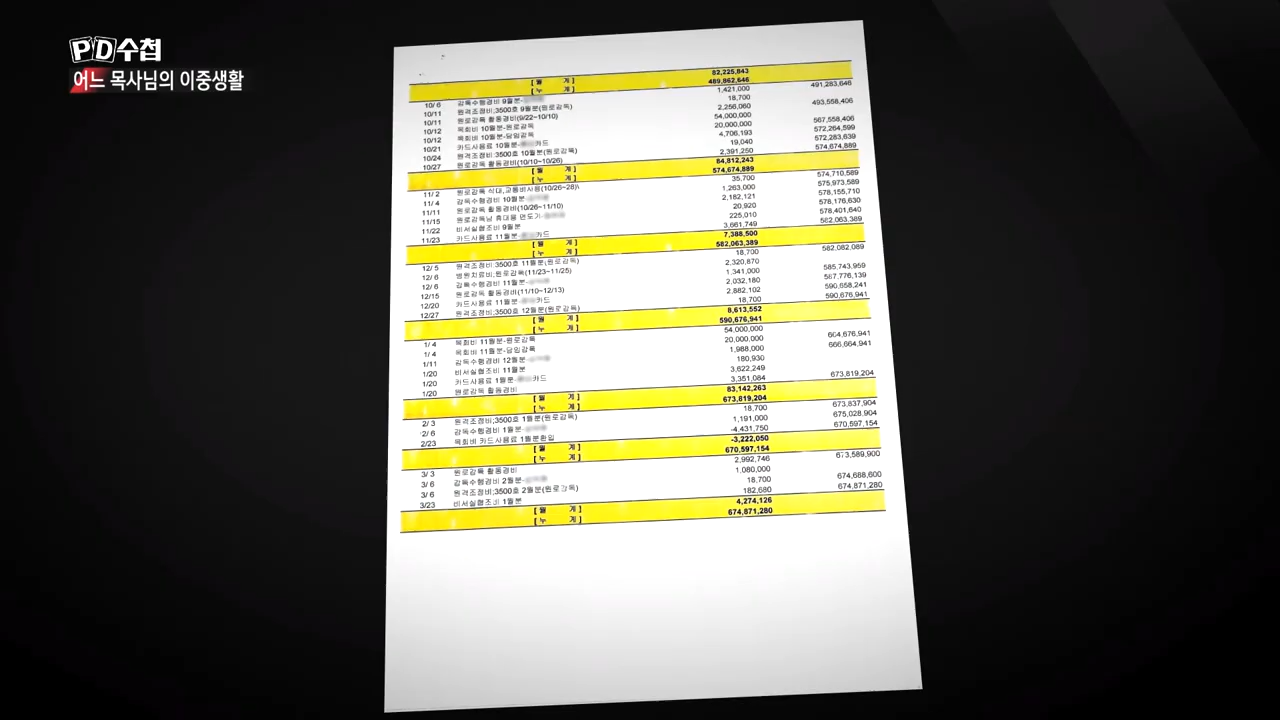 PD수첩
어느 목사님의 이중생활
[ 월 계 ] 82,225,843
[ 누 계 ] 489,862,646
10/ 6 감독수행경비 9월분- 1,421,000 491,283,646
10/11 원격조정비;3500호 9월분(원로감독) 18,700
10/11 원로감독 활동경비(9/22~10/10) 2,256,060 493,558,406
10/12 목회비 10월분-원로감독 54,000,000
10/12 목회비 10월분-담임감독 20,000,000 567,558,406
10/21 카드사용료 10월분- 카드 4,706,193 572,264,599
10/24 원격조정비;3500호 10월분(원로감독) 19,040 572,283,639
10/27 원로감독 활동경비(10/10~10/26) 2,391,250 574,674,889
[ 월 계 ] 84,812,243
[ 누 계 ] 574,674,889
11/ 2 원로감독 식대,교통비사용(10/26~28)\ 35,700 574,710,589
11/ 4 감독수행경비 10월분- 1,263,000 575,973,589
11/11 원로감독 활동경비(10/26~11/10) 2,182,121 578,155,710
11/15 원로감독님 휴대용 면도기- 20,920 578,176,630
11/22 비서실협조비 9월분 225,010 578,401,640
11/23 카드사용료 11월분- 카드 3,661,749 582,063,389
[ 월 계 ] 7,388,500
[ 누 계 ] 582,063,389
12/ 5 원격조정비;3500호 11월분(원로감독) 18,700 582,082,089
12/ 6 병원치료비;원로감독(11/23~11/25) 2,320,870
12/ 6 감독수행경비 11월분- 1,341,000 585,743,959
12/15 원로감독 활동경비(11/10~12/13) 2,032,180 587,776,139
12/20 카드사용료 11월분- 카드 2,882,102 590,658,241
12/27 원격조정비;3500호 12월분(원로감독) 18,700 590,676,941
[ 월 계 ] 8,613,552
[ 누 계 ] 590,676,941
1/ 4 목회비 11월분-원로감독 54,000,000
1/ 4 목회비 11월분-담임감독 20,000,000 664,676,941
1/11 감독수행경비 12월분- 1,988,000 666,664,941
1/20 비서실협조비 11월분 180,930
1/20 카드사용료 1월분- 카드 3,622,249
1/20 원로감독 활동경비 3,351,084 673,819,204
[ 월 계 ] 83,142,263
[ 누 계 ] 673,819,204
2/ 3 원격조정비;3500호 1월분(원로감독) 18,700 673,837,904
2/ 6 감독수행경비 1월분- 1,191,000 675,028,904
2/23 목회비 카드사용료 1월분환입 -4,431,750 670,597,154
[ 월 계 ] -3,222,050
[ 누 계 ] 670,597,154
3/ 3 원로감독 활동경비 2,992,746 673,589,900
3/ 6 감독수행경비 2월분- 1,080,000
3/ 6 원격조정비;3500호 2월분(원로감독) 18,700 674,688,600
3/23 비서실협조비 1월분 182,680 674,871,280
[ 월 계 ] 4,274,126
[ 누 계 ] 674,871,280